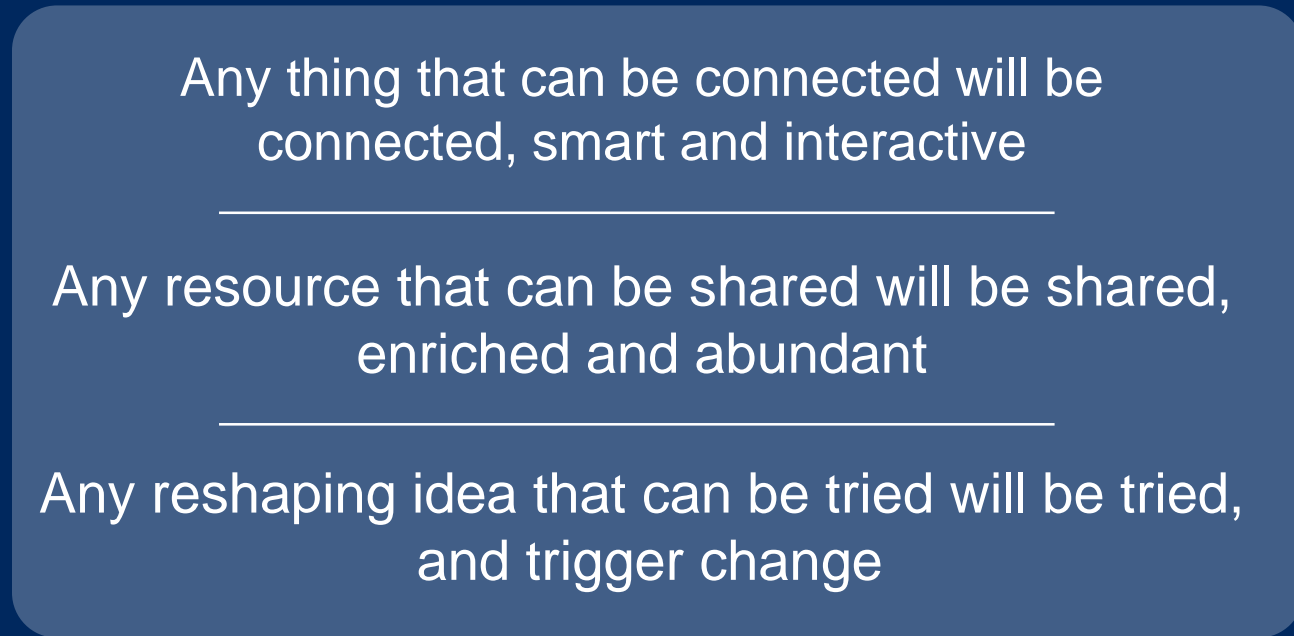 Any thing that can be connected will be
connected, smart and interactive
Any resource that can be shared will be shared,
enriched and abundant
Any reshaping idea that can be tried will be tried,
and trigger change